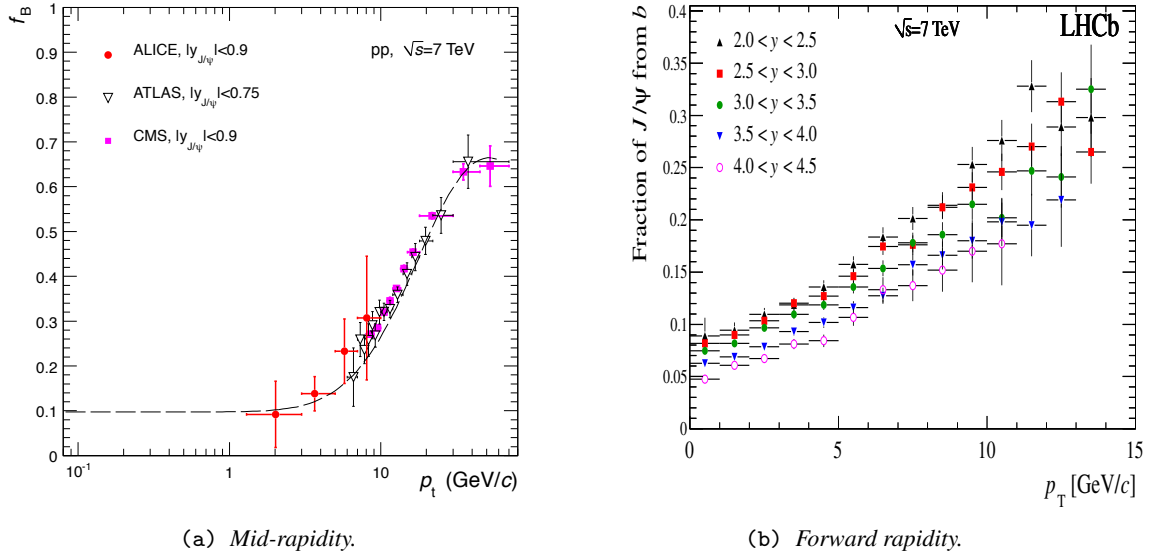 f_B
1
0.9
0.8
0.7
0.6
0.5
0.4
0.3
0.2
0.1
0
ALICE, |y_{J/ψ}|<0.9
ATLAS, |y_{J/ψ}|<0.75
CMS, |y_{J/ψ}|<0.9
pp, √s=7 TeV
10⁻¹ 1 10
p_t (GeV/c)
(a) Mid-rapidity.
Fraction of J/ψ from b
0.4
0.35
0.3
0.25
0.2
0.15
0.1
0.05
0
√s=7 TeV
LHCb
2.0 < y < 2.5
2.5 < y < 3.0
3.0 < y < 3.5
3.5 < y < 4.0
4.0 < y < 4.5
0 5 10 15
p_T [GeV/c]
(b) Forward rapidity.